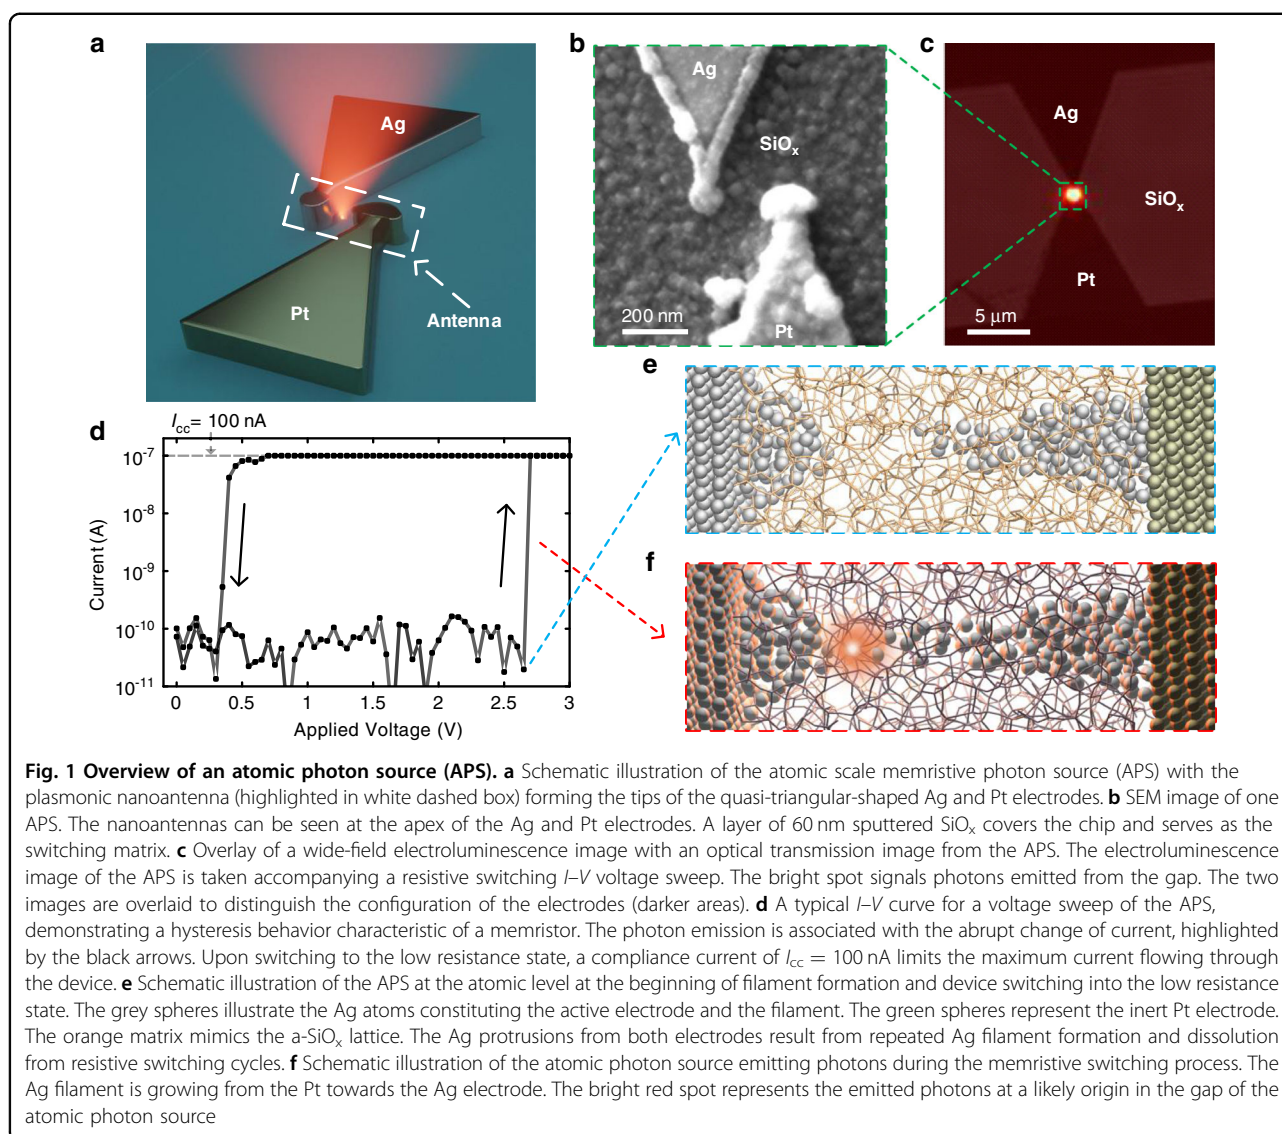 a
Ag
Pt
Antenna
b
Ag
SiOx
200 nm
Pt
c
Ag
SiOx
Pt
5 μm
d
Icc = 100 nA
10-7
10-8
10-9
10-10
10-11
Current (A)
0
0.5
1
1.5
2
2.5
3
Applied Voltage (V)
e
f
Fig. 1 Overview of an atomic photon source (APS). a Schematic illustration of the atomic scale memristive photon source (APS) with the
plasmonic nanoantenna (highlighted in white dashed box) forming the tips of the quasi-triangular-shaped Ag and Pt electrodes. b SEM image of one
APS. The nanoantennas can be seen at the apex of the Ag and Pt electrodes. A layer of 60 nm sputtered SiOx covers the chip and serves as the
switching matrix. c Overlay of a wide-field electroluminescence image with an optical transmission image from the APS. The electroluminescence
image of the APS is taken accompanying a resistive switching I–V voltage sweep. The bright spot signals photons emitted from the gap. The two
images are overlaid to distinguish the configuration of the electrodes (darker areas). d A typical I–V curve for a voltage sweep of the APS,
demonstrating a hysteresis behavior characteristic of a memristor. The photon emission is associated with the abrupt change of current, highlighted
by the black arrows. Upon switching to the low resistance state, a compliance current of Icc = 100 nA limits the maximum current flowing through
the device. e Schematic illustration of the APS at the atomic level at the beginning of filament formation and device switching into the low resistance
state. The grey spheres illustrate the Ag atoms constituting the active electrode and the filament. The green spheres represent the inert Pt electrode.
The orange matrix mimics the a-SiOx lattice. The Ag protrusions from both electrodes result from repeated Ag filament formation and dissolution
from resistive switching cycles. f Schematic illustration of the atomic photon source emitting photons during the memristive switching process. The
Ag filament is growing from the Pt towards the Ag electrode. The bright red spot represents the emitted photons at a likely origin in the gap of the
atomic photon source